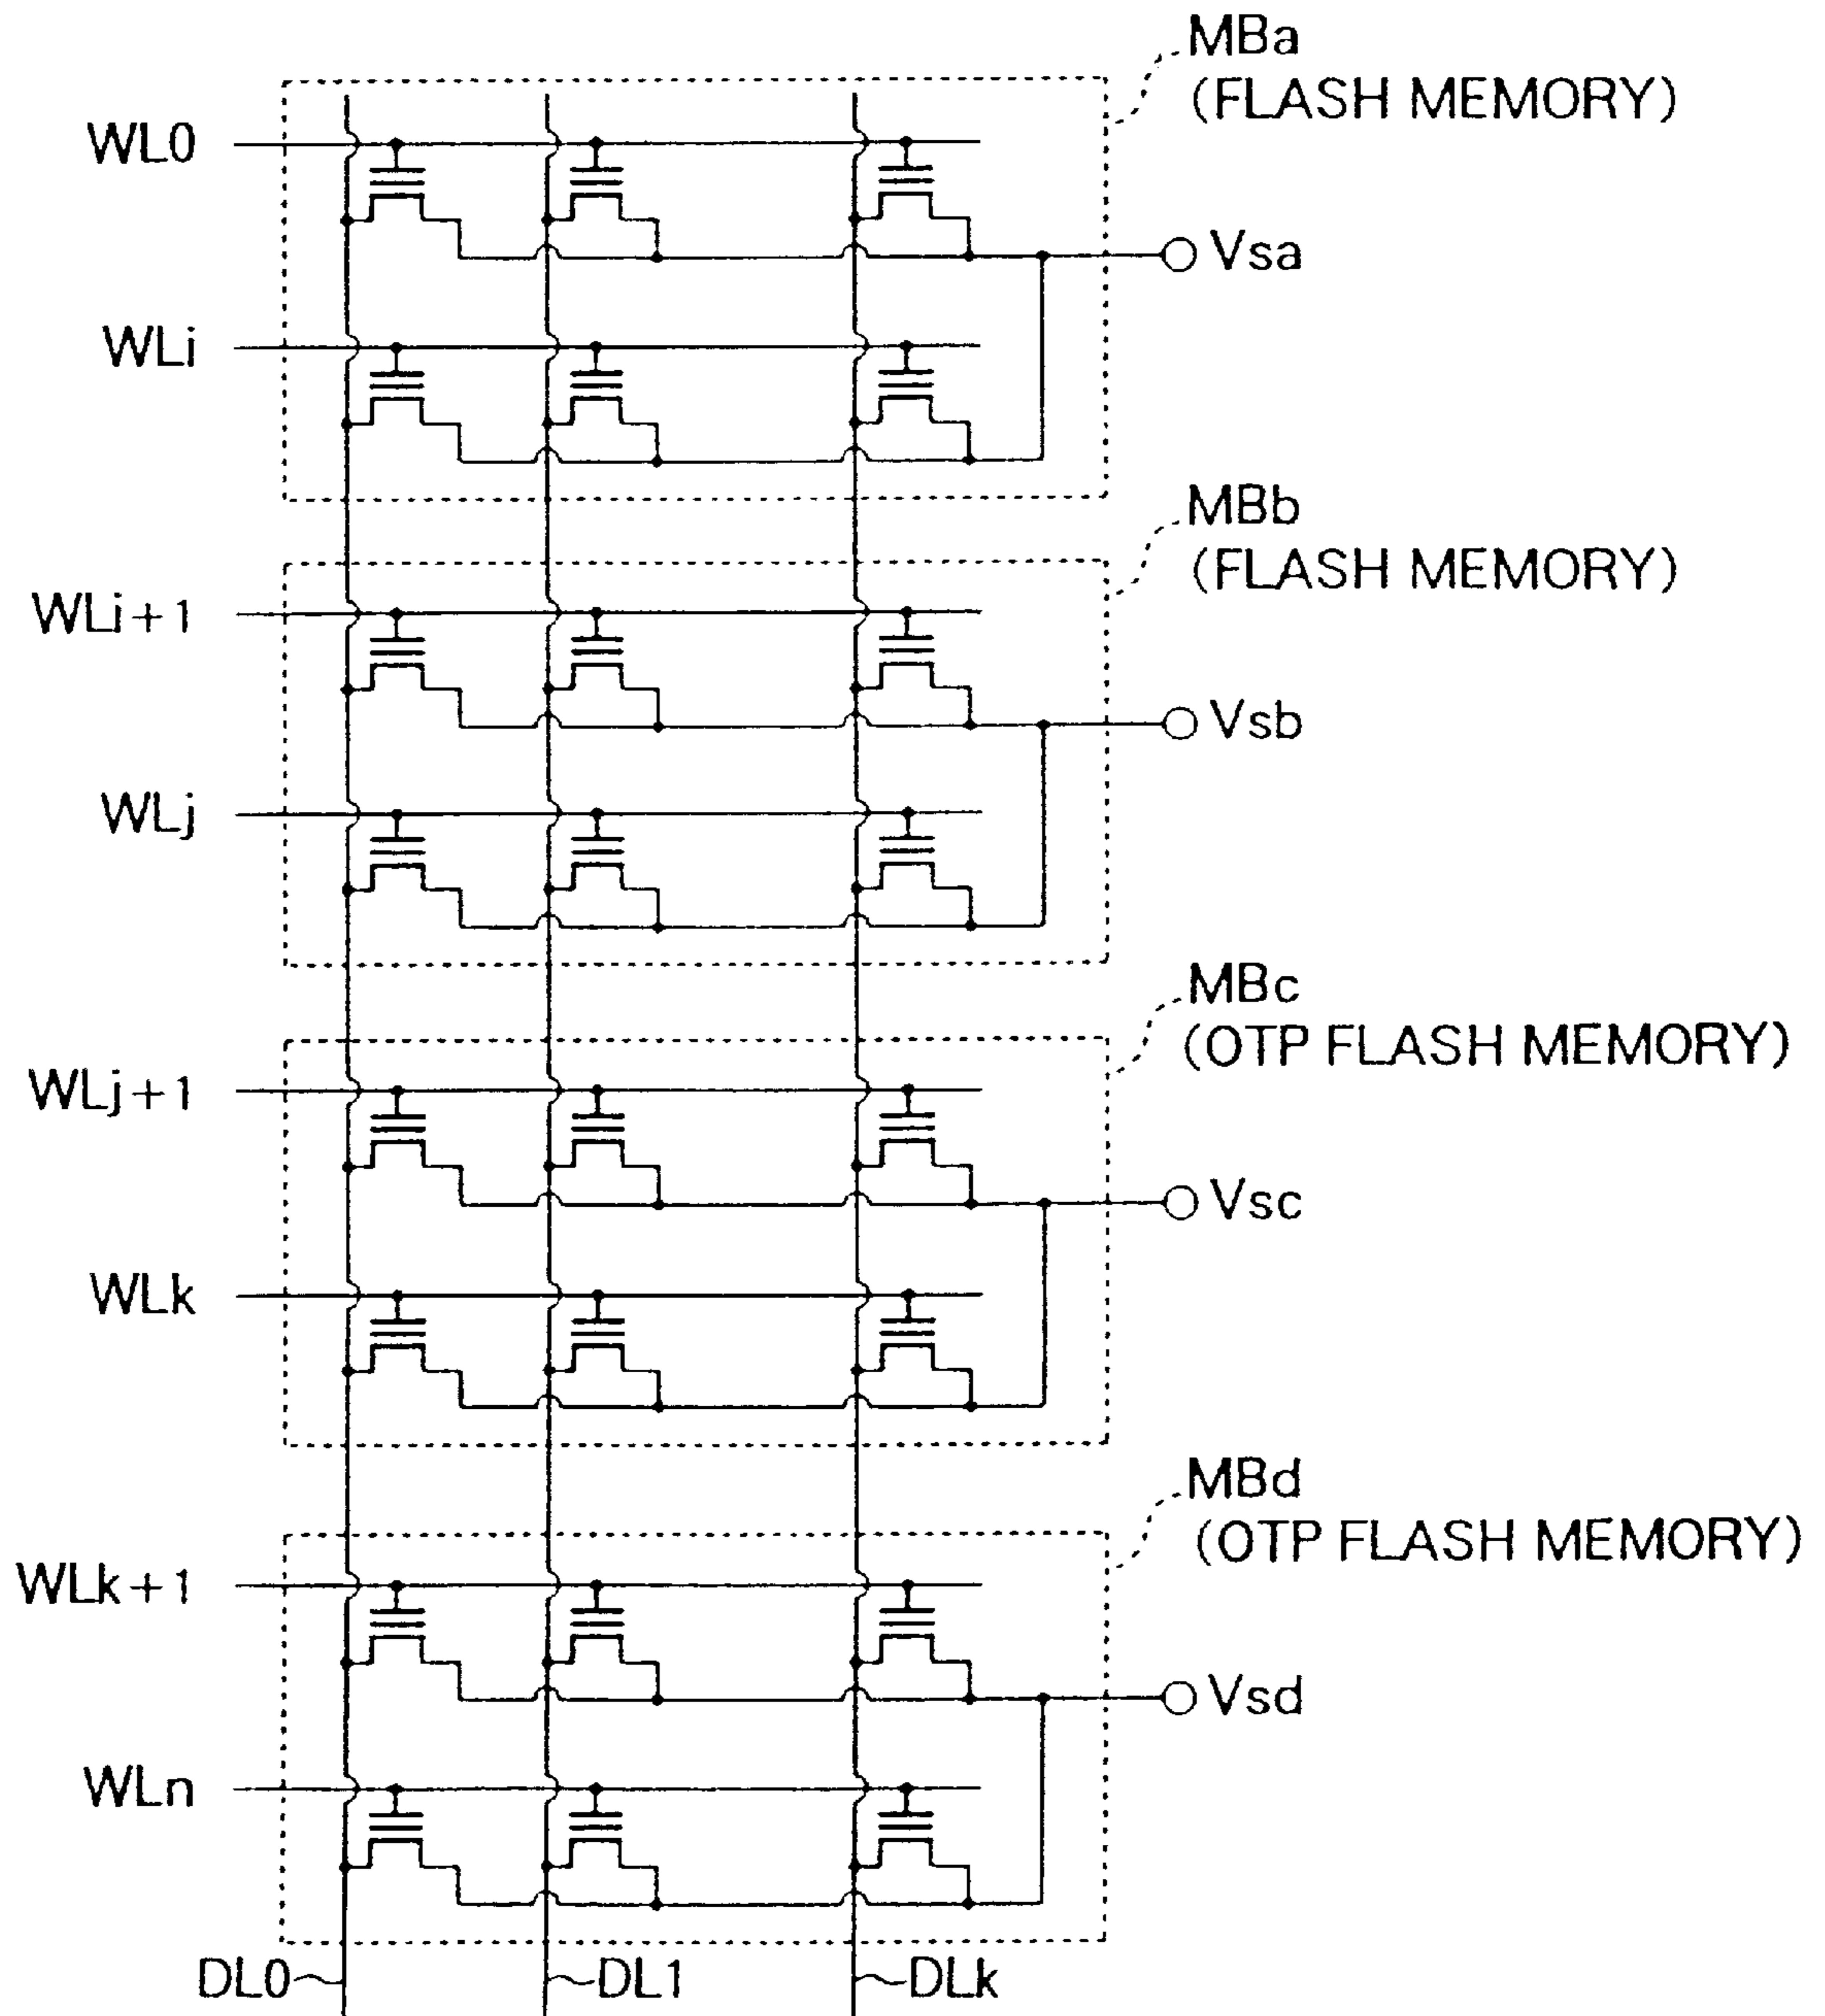 MBa
(FLASH MEMORY)
WL0
Vsa
WLi
MBb
(FLASH MEMORY)
WLi+1
Vsb
WLj
MBc
(OTP FLASH MEMORY)
WLj+1
Vsc
WLk
MBd
(OTP FLASH MEMORY)
WLk+1
Vsd
WLn
DL0 DL1 DLk